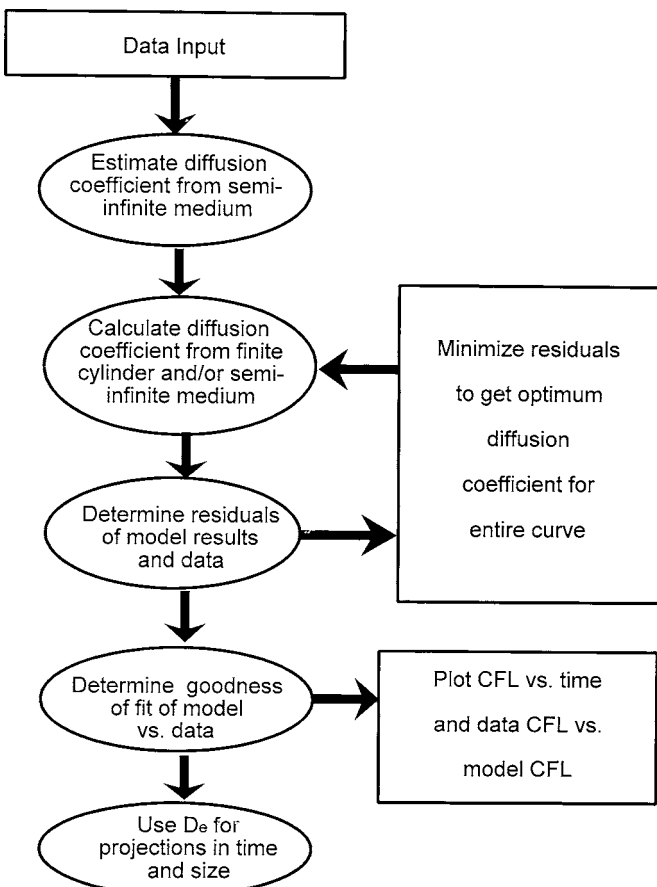 Data Input
Estimate diffusion
coefficient from semi-
infinite medium
Calculate diffusion
coefficient from finite
cylinder and/or semi-
infinite medium
Minimize residuals
to get optimum
diffusion
coefficient for
entire curve
Determine residuals
of model results
and data
Determine goodness
of fit of model
vs. data
Plot CFL vs. time
and data CFL vs.
model CFL
Use De for
projections in time
and size